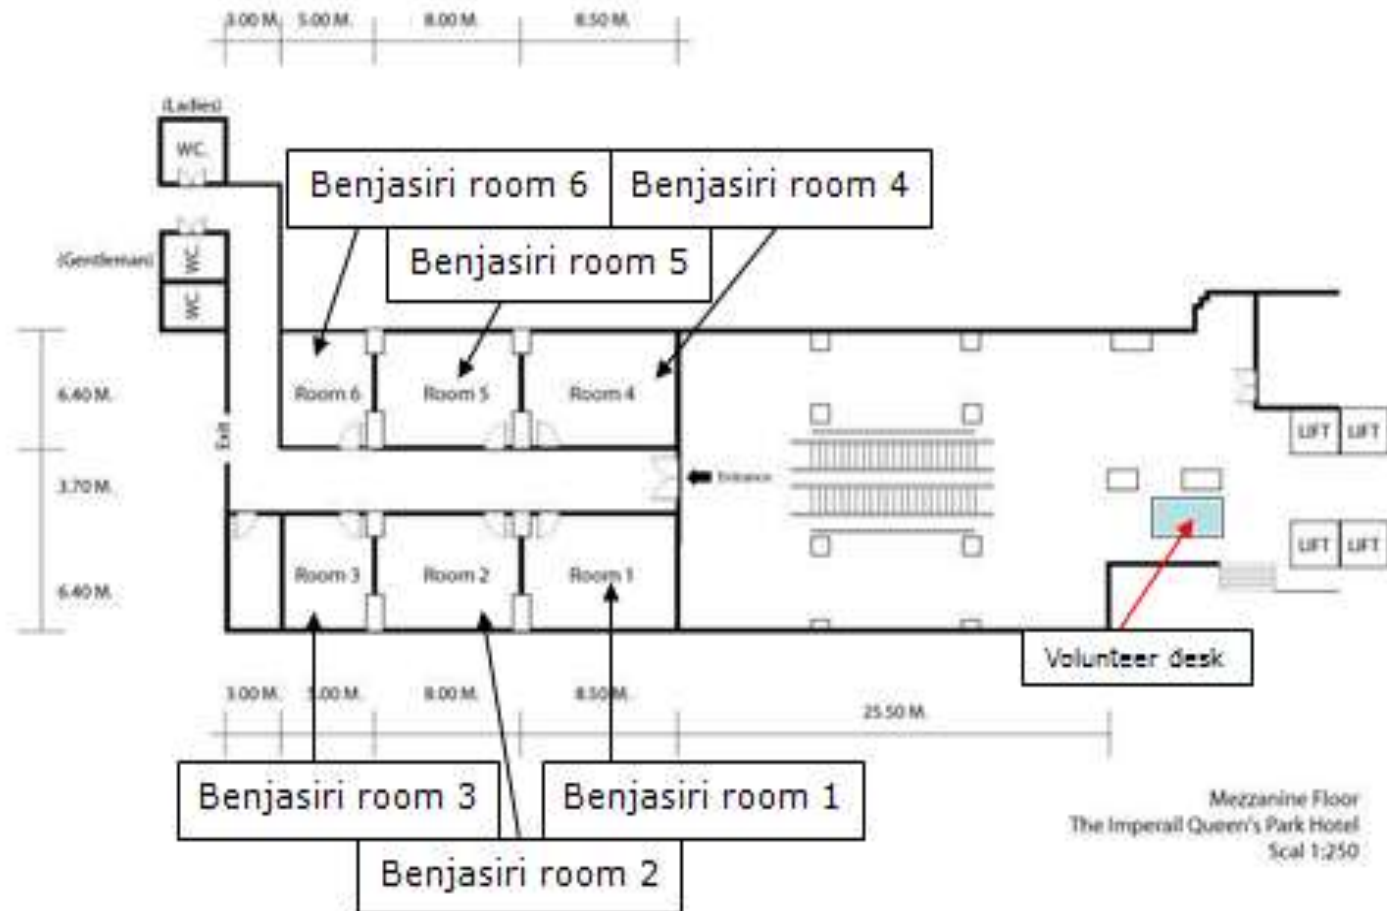 3.00 M. 5.00 M. 8.00 M. 8.50 M.
(Ladies)
WC.
Benjasiri room 6
Benjasiri room 4
(Gentleman)
WC.
Benjasiri room 5
WC.
6.40 M.
Room 6
Room 5
Room 4
Exit
LIFT LIFT
3.70 M.
Entrance
LIFT LIFT
6.40 M.
Room 3
Room 2
Room 1
Volunteer desk
3.00 M. 5.00 M. 8.00 M. 8.50 M.
25.50 M.
Benjasiri room 3
Benjasiri room 1
Benjasiri room 2
Mezzanine Floor
The Imperail Queen's Park Hotel
Scal 1:250